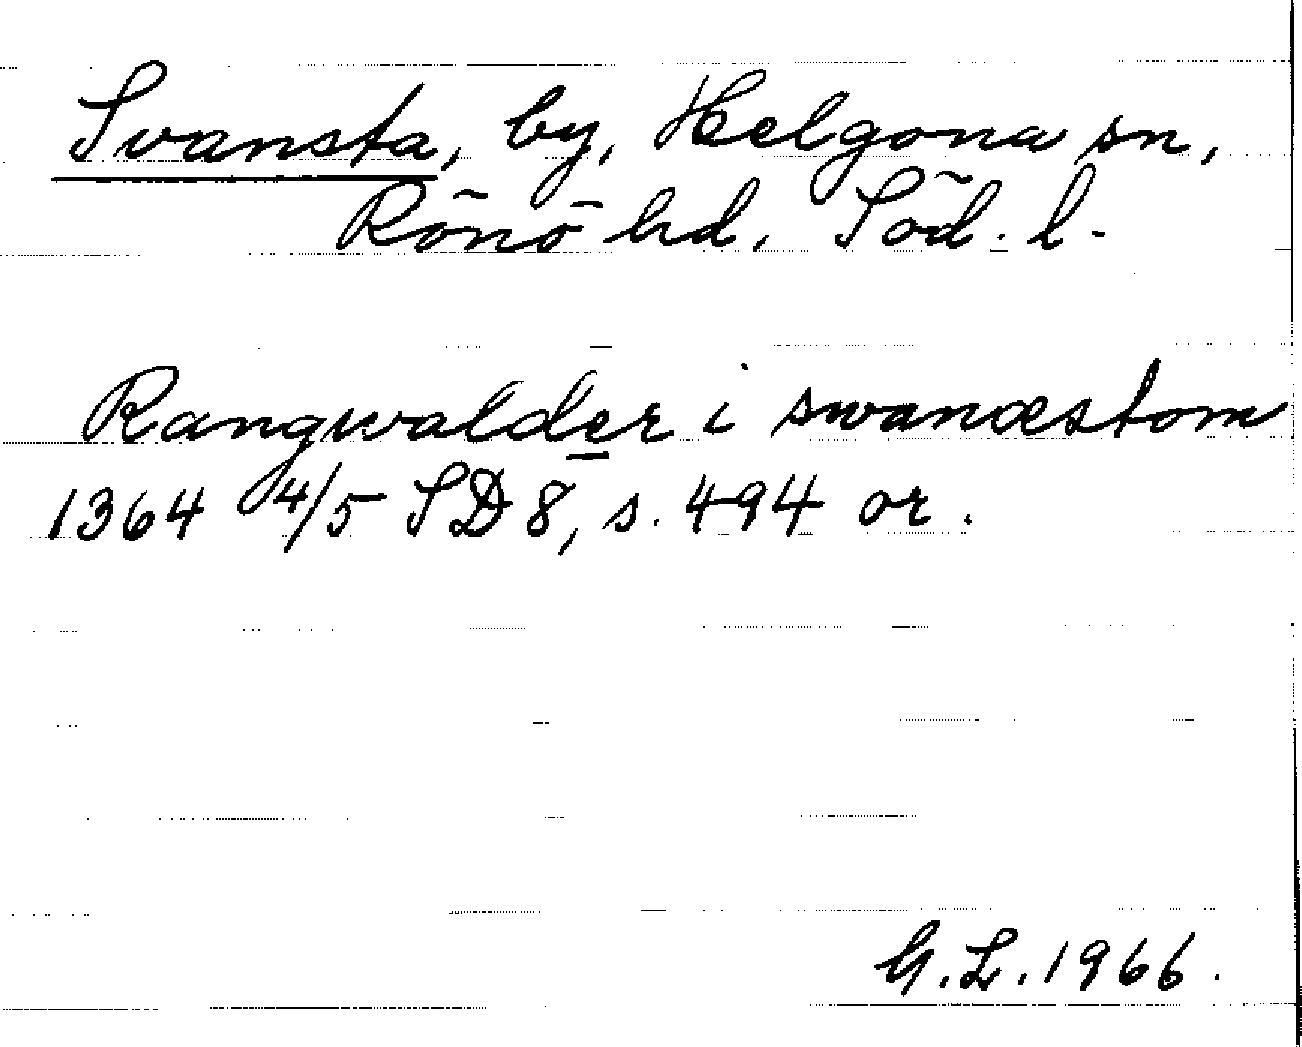 Svansta, by, Helgona sn,
Rönö hd. Söd. l.
Rangwalder i swanæstom
1364 4/5 SD 8, s. 494 or.
G.L. 1966.